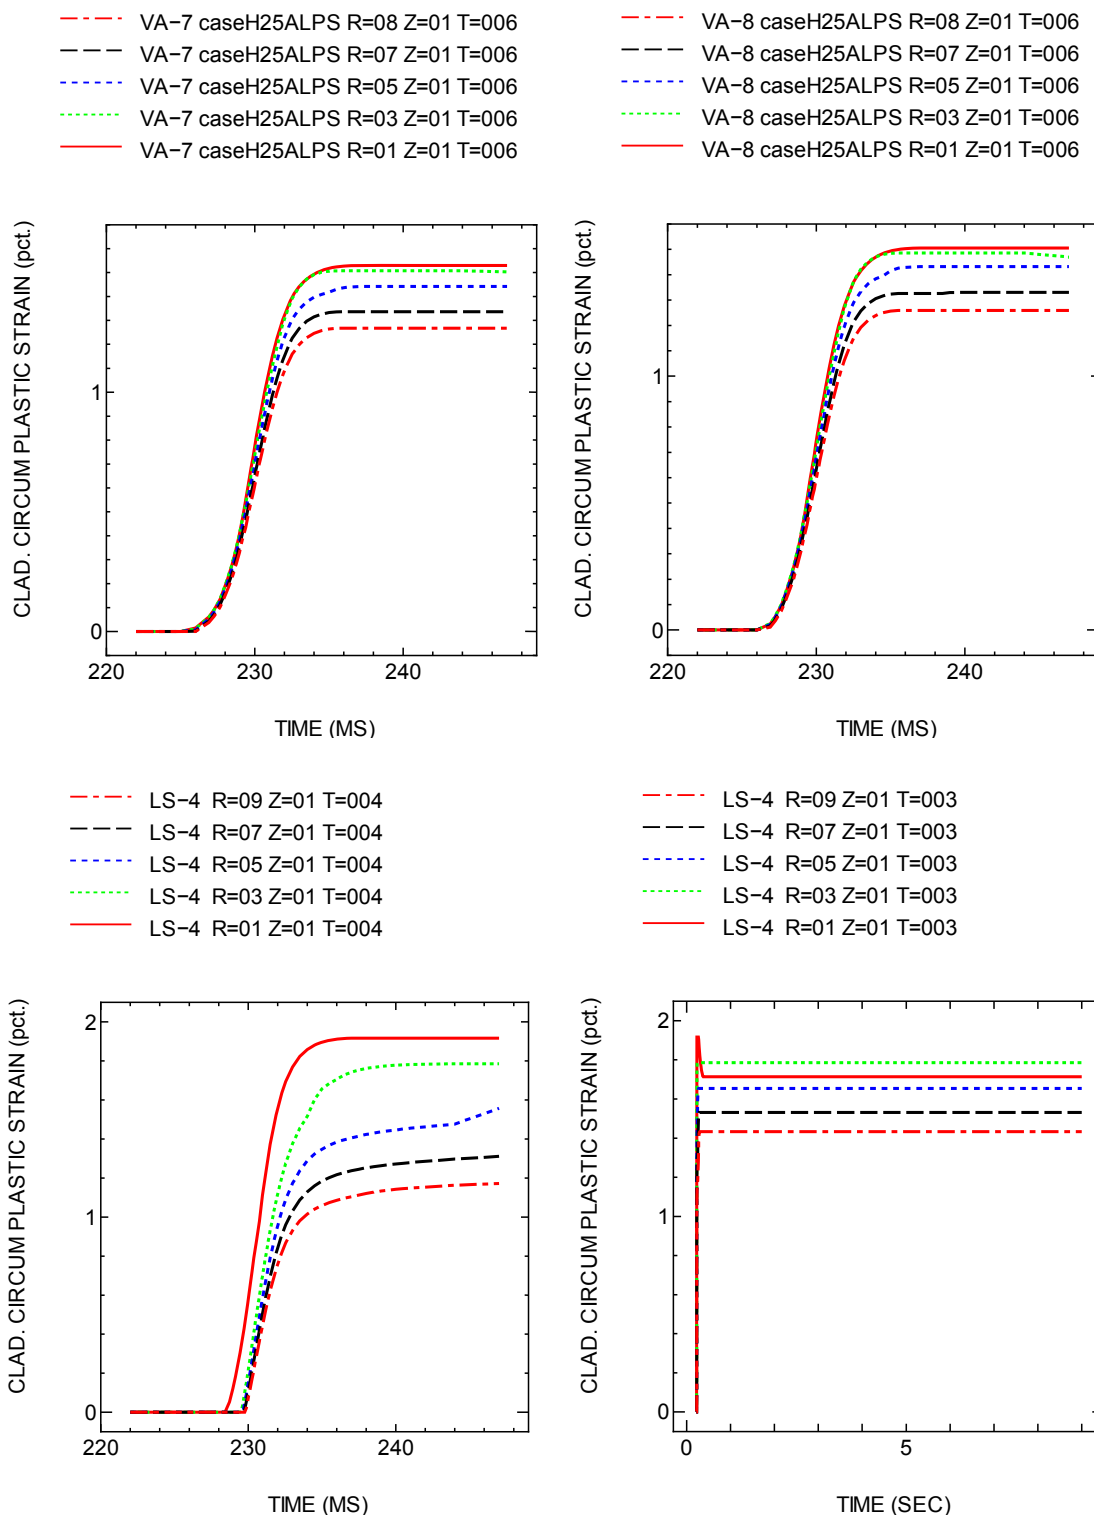 VA−7 caseH25ALPS R=08 Z=01 T=006
VA−7 caseH25ALPS R=07 Z=01 T=006
VA−7 caseH25ALPS R=05 Z=01 T=006
VA−7 caseH25ALPS R=03 Z=01 T=006
VA−7 caseH25ALPS R=01 Z=01 T=006
CLAD. CIRCUM PLASTIC STRAIN (pct.)
1
0
220 230 240
TIME (MS)
VA−8 caseH25ALPS R=08 Z=01 T=006
VA−8 caseH25ALPS R=07 Z=01 T=006
VA−8 caseH25ALPS R=05 Z=01 T=006
VA−8 caseH25ALPS R=03 Z=01 T=006
VA−8 caseH25ALPS R=01 Z=01 T=006
CLAD. CIRCUM PLASTIC STRAIN (pct.)
1
0
220 230 240
TIME (MS)
LS−4 R=09 Z=01 T=004
LS−4 R=07 Z=01 T=004
LS−4 R=05 Z=01 T=004
LS−4 R=03 Z=01 T=004
LS−4 R=01 Z=01 T=004
CLAD. CIRCUM PLASTIC STRAIN (pct.)
2
1
0
220 230 240
TIME (MS)
LS−4 R=09 Z=01 T=003
LS−4 R=07 Z=01 T=003
LS−4 R=05 Z=01 T=003
LS−4 R=03 Z=01 T=003
LS−4 R=01 Z=01 T=003
CLAD. CIRCUM PLASTIC STRAIN (pct.)
2
1
0
0 5
TIME (SEC)